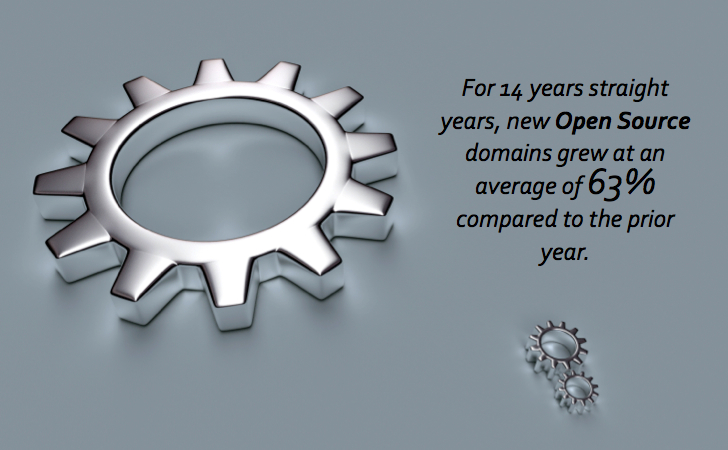 For 14 years straight
years, new Open Source
domains grew at an
average of 63%
compared to the prior
year.